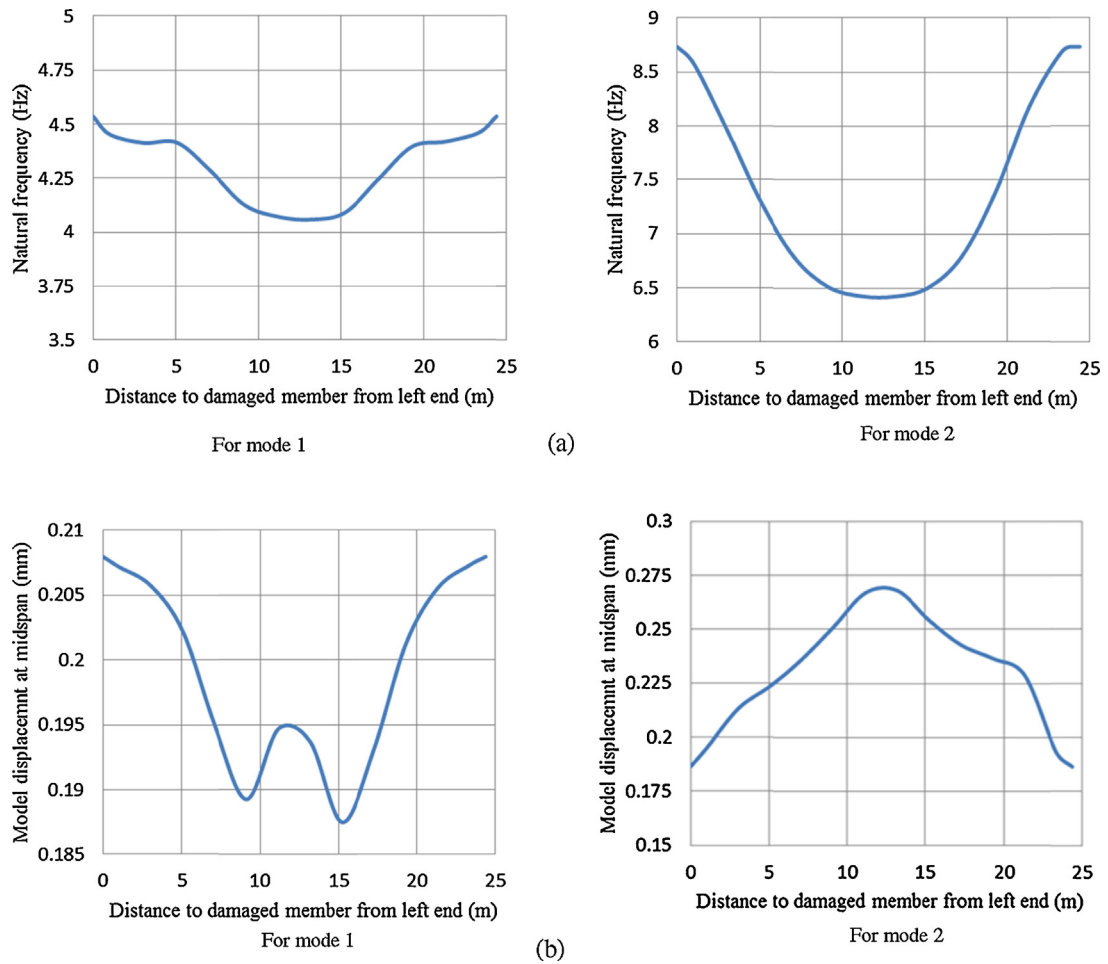 5
4.75
4.5
4.25
4
3.75
3.5
Natural frequency (Hz)
0 5 10 15 20 25
Distance to damaged member from left end (m)
For mode 1
9
8.5
8
7.5
7
6.5
6
Natural frequency (Hz)
0 5 10 15 20 25
Distance to damaged member from left end (m)
For mode 2
(a)
0.21
0.205
0.2
0.195
0.19
0.185
Model displacemnt at midspan (mm)
0 5 10 15 20 25
Distance to damaged member from left end (m)
For mode 1
0.3
0.275
0.25
0.225
0.2
0.175
0.15
Model displacemnt at midspan (mm)
0 5 10 15 20 25
Distance to damaged member from left end (m)
For mode 2
(b)